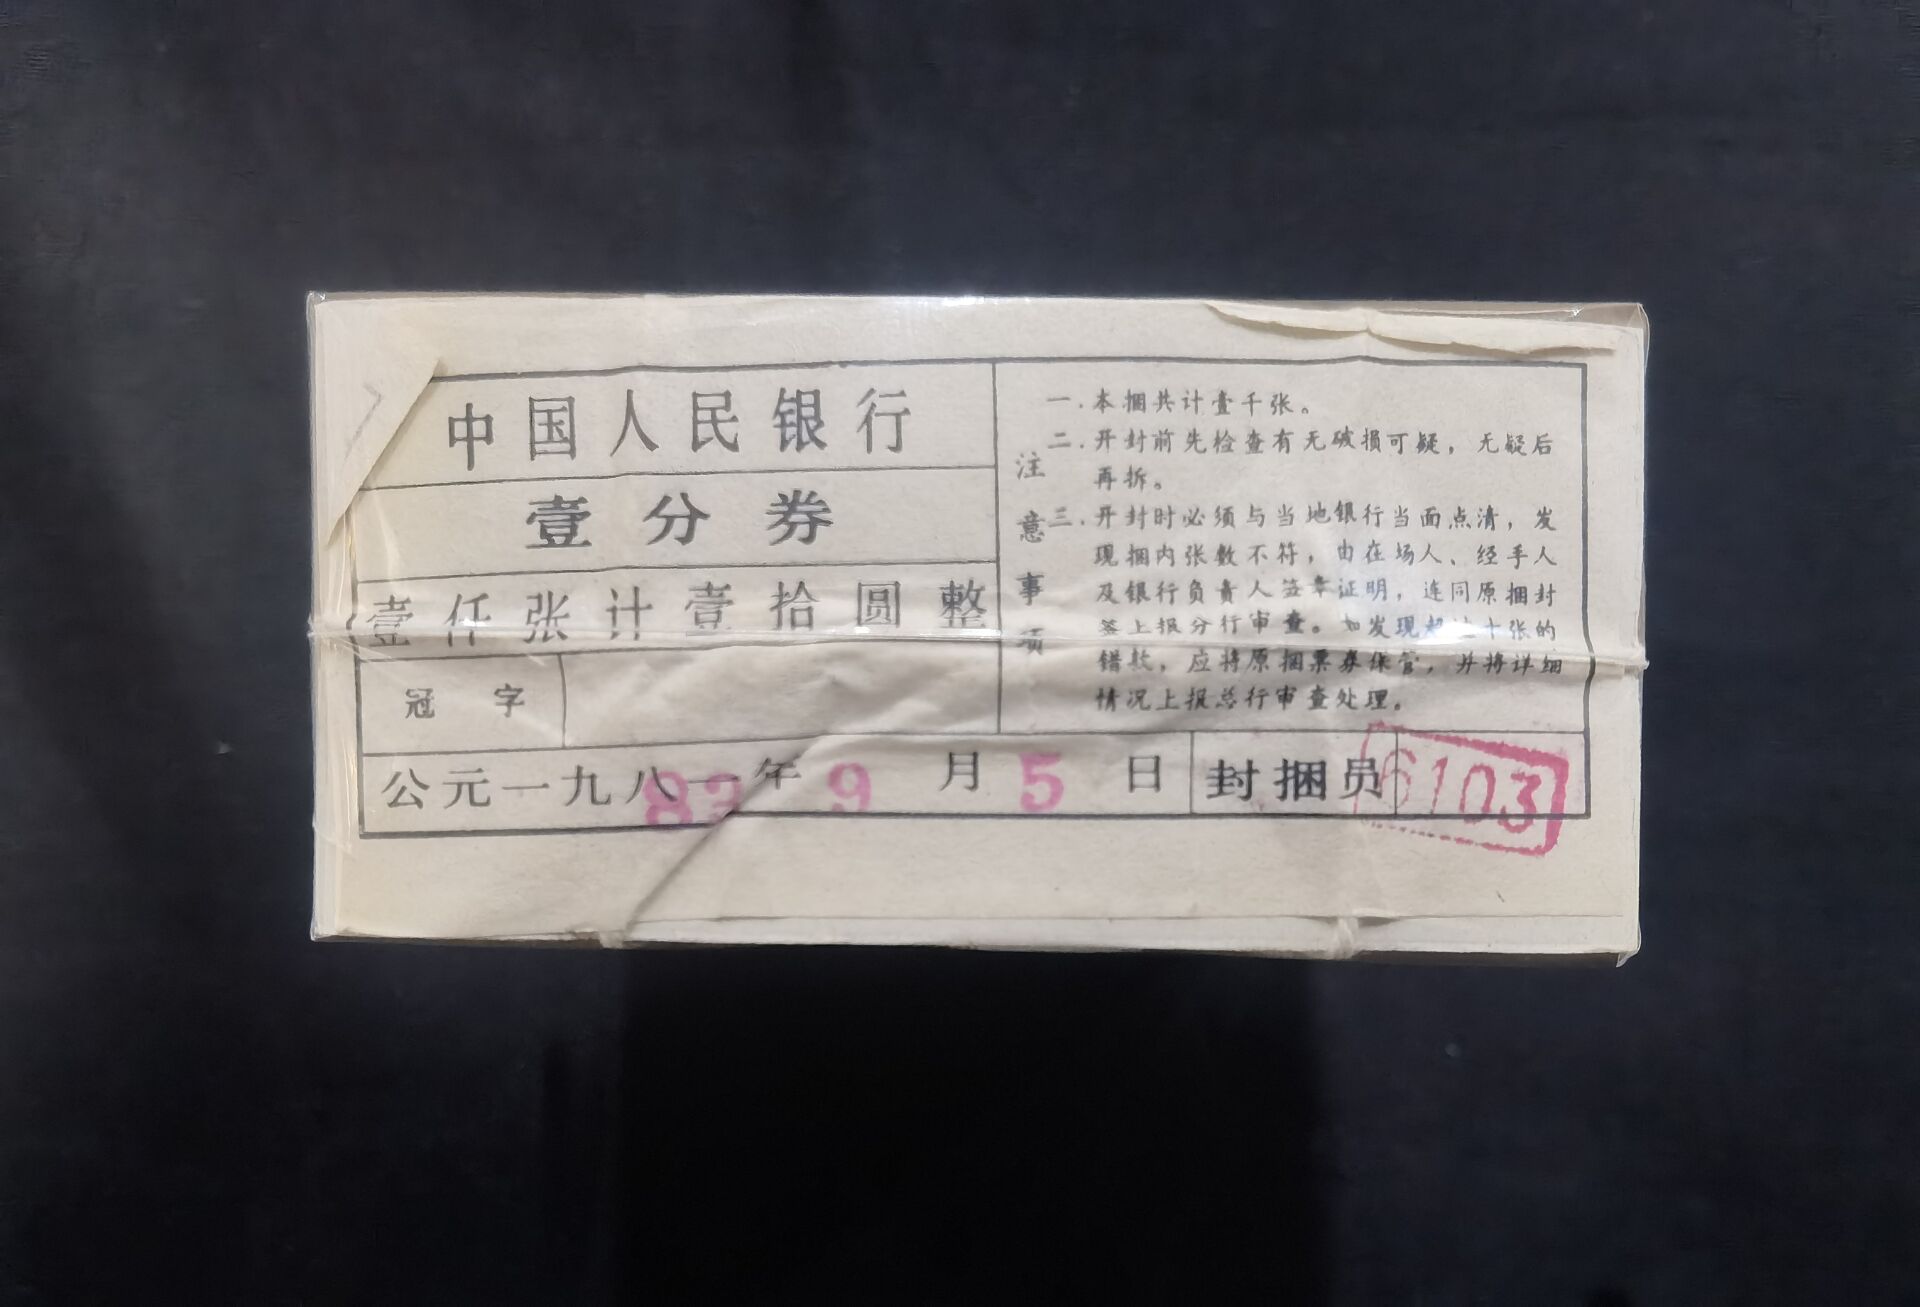 中国人民银行
壹分券
壹仟张计壹拾圆整
冠字
注意事项
一.本捆共计壹千张。
二.开封前先检查有无破损可疑，无疑后
再拆。
三.开封时必须与当地银行当面点清，发
现捆内张数不符，由在场人、经手人
及银行负责人签章证明，连同原捆封
签上报分行审查。如发现超过十张的
错款，应将原捆票券保管，并将详细
情况上报总行审查处理。
公元一九八一年 9 月 5 日 封捆员 6103
83